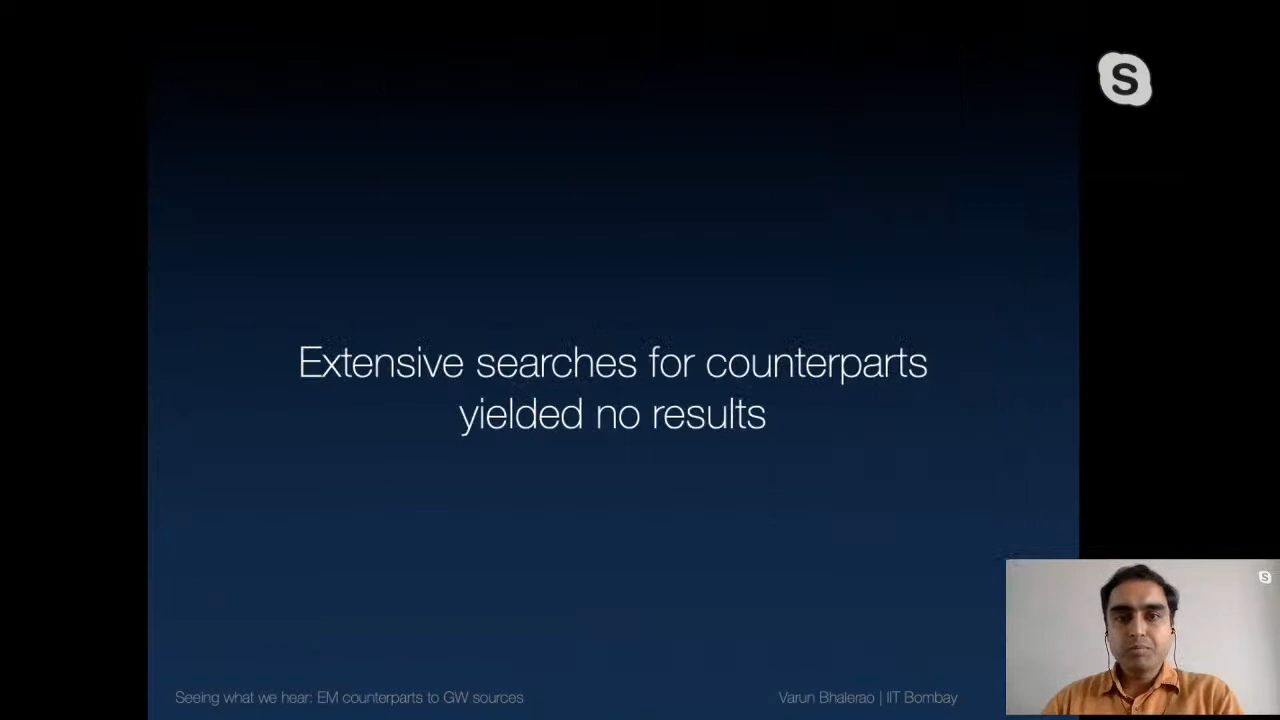 Extensive searches for counterparts
yielded no results
Seeing what we hear: EM counterparts to GW sources
Varun Bhalerao | IIT Bombay